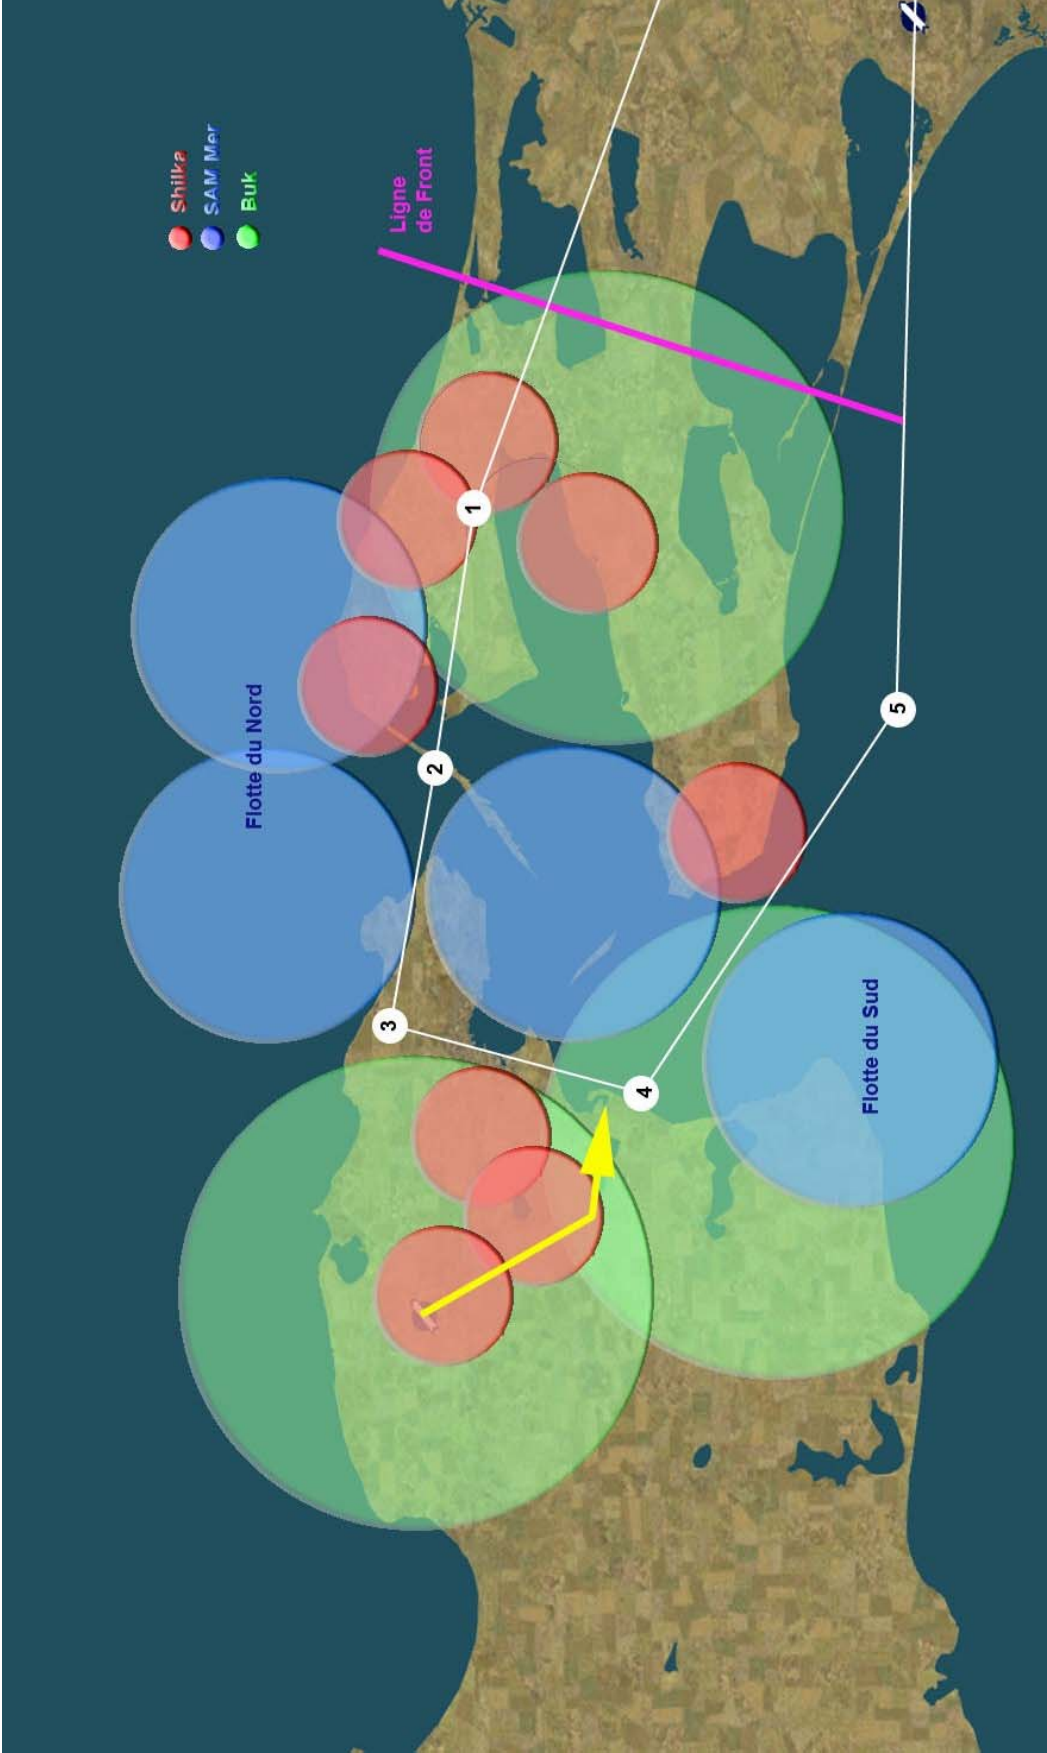 Shilka
SAM Mer
Buk
Ligne
de Front
Flotte du Nord
1
2
3
4
5
Flotte du Sud